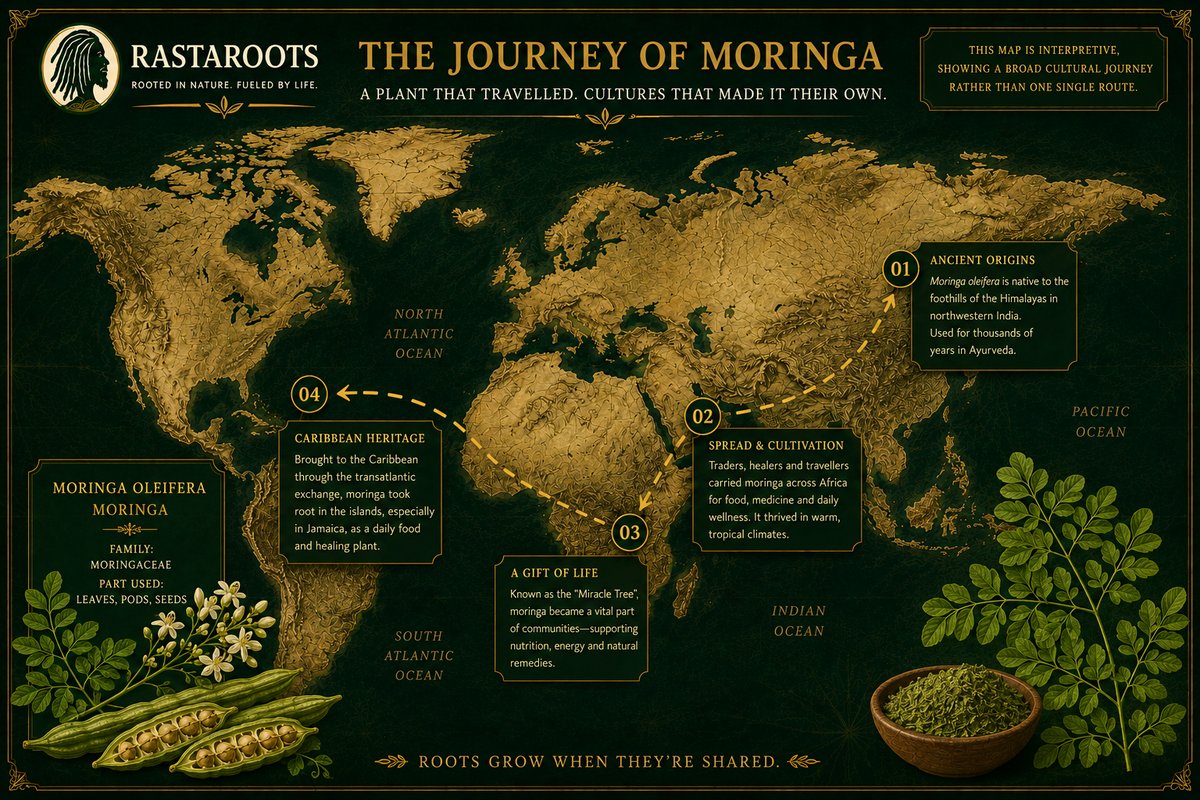 RASTAROOTS
ROOTED IN NATURE. FUELED BY LIFE.
THE JOURNEY OF MORINGA
A PLANT THAT TRAVELLED. CULTURES THAT MADE IT THEIR OWN.
THIS MAP IS INTERPRETIVE,
SHOWING A BROAD CULTURAL JOURNEY
RATHER THAN ONE SINGLE ROUTE.
01
ANCIENT ORIGINS
Moringa oleifera is native to the
foothills of the Himalayas in
northwestern India.
Used for thousands of
years in Ayurveda.
NORTH
ATLANTIC
OCEAN
PACIFIC
OCEAN
02
SPREAD & CULTIVATION
Traders, healers and travellers
carried moringa across Africa
for food, medicine and daily
wellness. It thrived in warm,
tropical climates.
04
CARIBBEAN HERITAGE
Brought to the Caribbean
through the transatlantic
exchange, moringa took
root in the islands, especially
in Jamaica, as a daily food
and healing plant.
03
A GIFT OF LIFE
Known as the “Miracle Tree”,
moringa became a vital part
of communities—supporting
nutrition, energy and natural
remedies.
MORINGA OLEIFERA
MORINGA
FAMILY:
MORINGACEAE
PART USED:
LEAVES, PODS, SEEDS
SOUTH
ATLANTIC
OCEAN
INDIAN
OCEAN
ROOTS GROW WHEN THEY’RE SHARED.